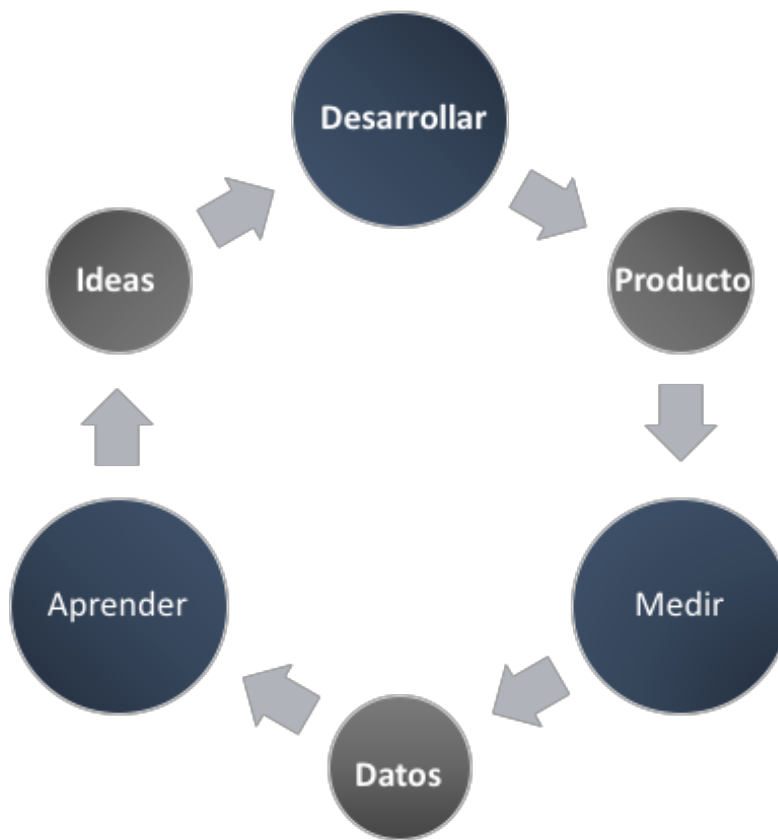 Desarrollar
Producto
Medir
Datos
Aprender
Ideas